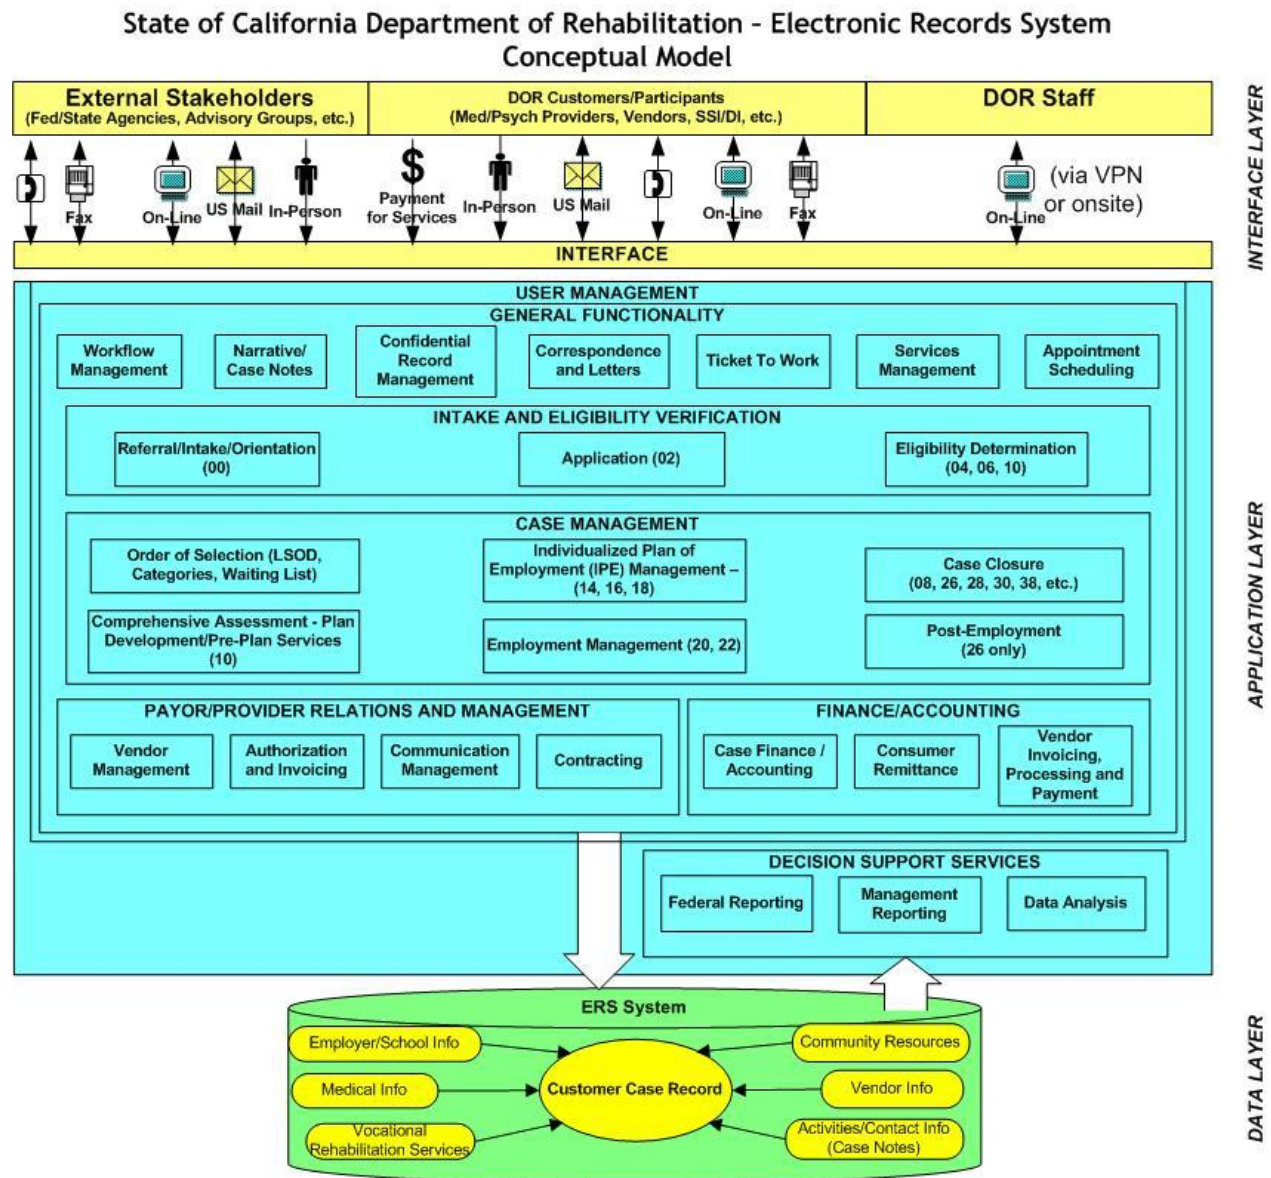 State of California Department of Rehabilitation – Electronic Records System
Conceptual Model
External Stakeholders
(Fed/State Agencies, Advisory Groups, etc.)
DOR Customers/Participants
(Med/Psych Providers, Vendors, SSI/DI, etc.)
DOR Staff
INTERFACE LAYER
Fax
On-Line
US Mail
In-Person
Payment
for Services
In-Person
US Mail
On-Line
Fax
On-Line
(via VPN
or onsite)
INTERFACE
USER MANAGEMENT
GENERAL FUNCTIONALITY
Workflow
Management
Narrative/
Case Notes
Confidential
Record
Management
Correspondence
and Letters
Ticket To Work
Services
Management
Appointment
Scheduling
INTAKE AND ELIGIBILITY VERIFICATION
Referral/Intake/Orientation
(00)
Application (02)
Eligibility Determination
(04, 06, 10)
APPLICATION LAYER
CASE MANAGEMENT
Order of Selection (LSOD,
Categories, Waiting List)
Individualized Plan of
Employment (IPE) Management –
(14, 16, 18)
Case Closure
(08, 26, 28, 30, 38, etc.)
Comprehensive Assessment - Plan
Development/Pre-Plan Services
(10)
Employment Management (20, 22)
Post-Employment
(26 only)
PAYOR/PROVIDER RELATIONS AND MANAGEMENT
Vendor
Management
Authorization
and Invoicing
Communication
Management
Contracting
FINANCE/ACCOUNTING
Case Finance /
Accounting
Consumer
Remittance
Vendor
Invoicing,
Processing and
Payment
DECISION SUPPORT SERVICES
Federal Reporting
Management
Reporting
Data Analysis
ERS System
Employer/School Info
Medical Info
Vocational
Rehabilitation Services
Customer Case Record
Community Resources
Vendor Info
Activities/Contact Info
(Case Notes)
DATA LAYER